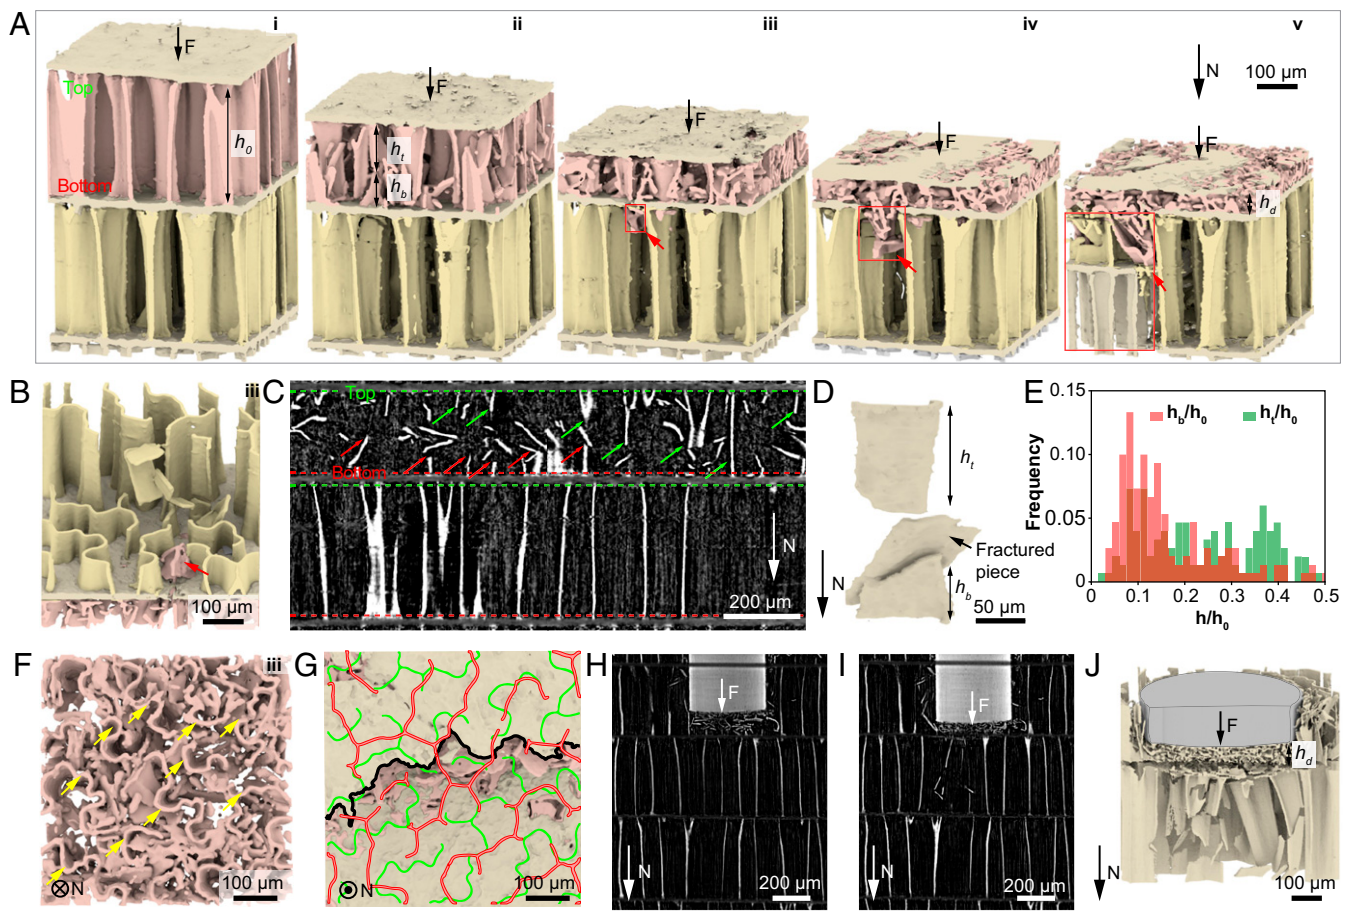 A
i
ii
iii
iv
v
F
F
F
F
F
N
100 µm
Top
Bottom
h0
ht
hb
hd
B
iii
100 µm
C
Top
Bottom
N
200 µm
D
ht
Fractured
piece
hb
N
50 µm
E
0.15
0.10
0.05
0
Frequency
hb/h0
ht/h0
0
0.1
0.2
0.3
0.4
0.5
h/h0
F
iii
N
100 µm
G
N
100 µm
H
F
N
200 µm
I
F
N
200 µm
J
F
hd
N
100 µm